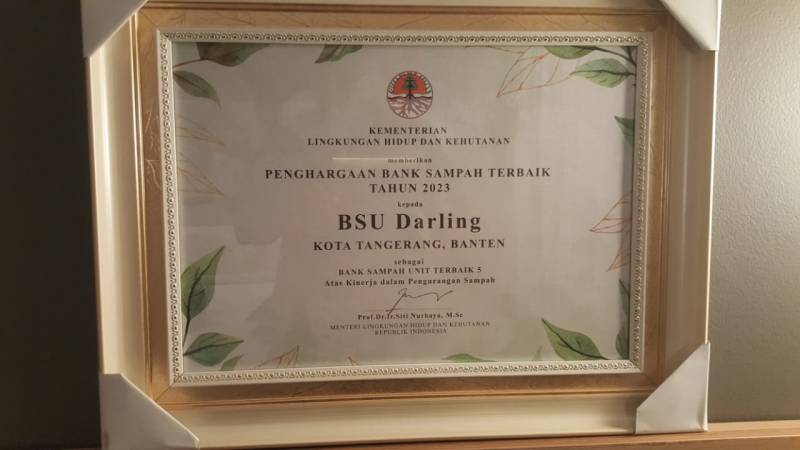 KEMENTERIAN
LINGKUNGAN HIDUP DAN KEHUTANAN
memberikan
PENGHARGAAN BANK SAMPAH TERBAIK
TAHUN 2023
kepada
BSU Darling
KOTA TANGERANG, BANTEN
sebagai
BANK SAMPAH UNIT TERBAIK 5
Atas Kinerja dalam Pengurangan Sampah
Prof.Dr.Ir.Siti Nurbaya, M.Sc
MENTERI LINGKUNGAN HIDUP DAN KEHUTANAN
REPUBLIK INDONESIA